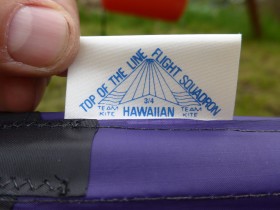 TOP OF THE LINE FLIGHT SQUADRON
3/4
TEAM KITE HAWAIIAN TEAM KITE